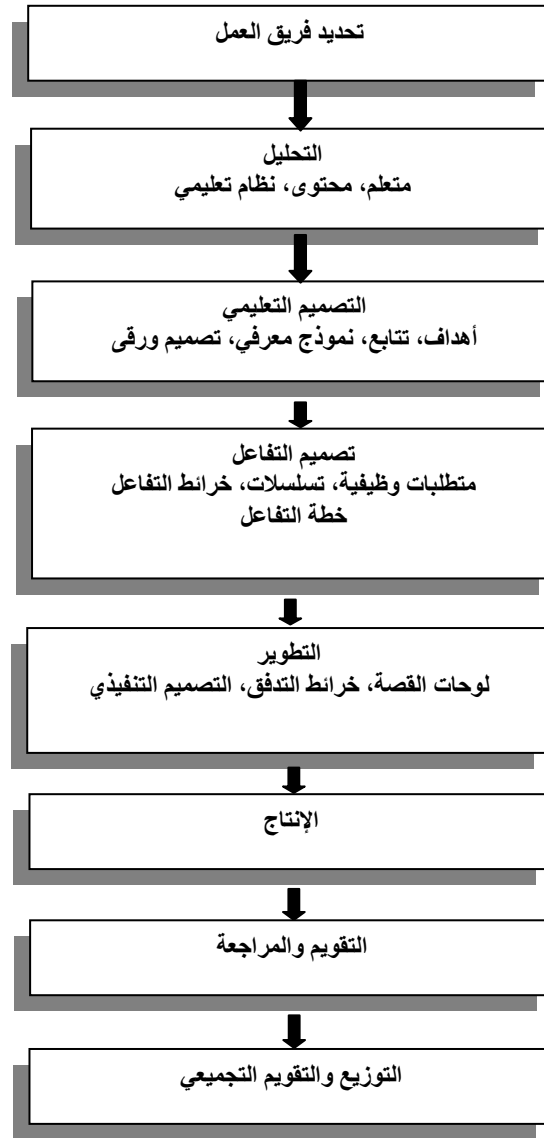 تحديد فريق العمل
التحليل
متعلم، محتوى، نظام تعليمي
التصميم التعليمي
أهداف، تتابع، نموذج معرفي، تصميم ورقى
تصميم التفاعل
متطلبات وظيفية، تسلسلات، خرائط التفاعل
خطة التفاعل
التطوير
لوحات القصة، خرائط التدفق، التصميم التنفيذي
الإنتاج
التقويم والمراجعة
التوزيع والتقويم التجميعي